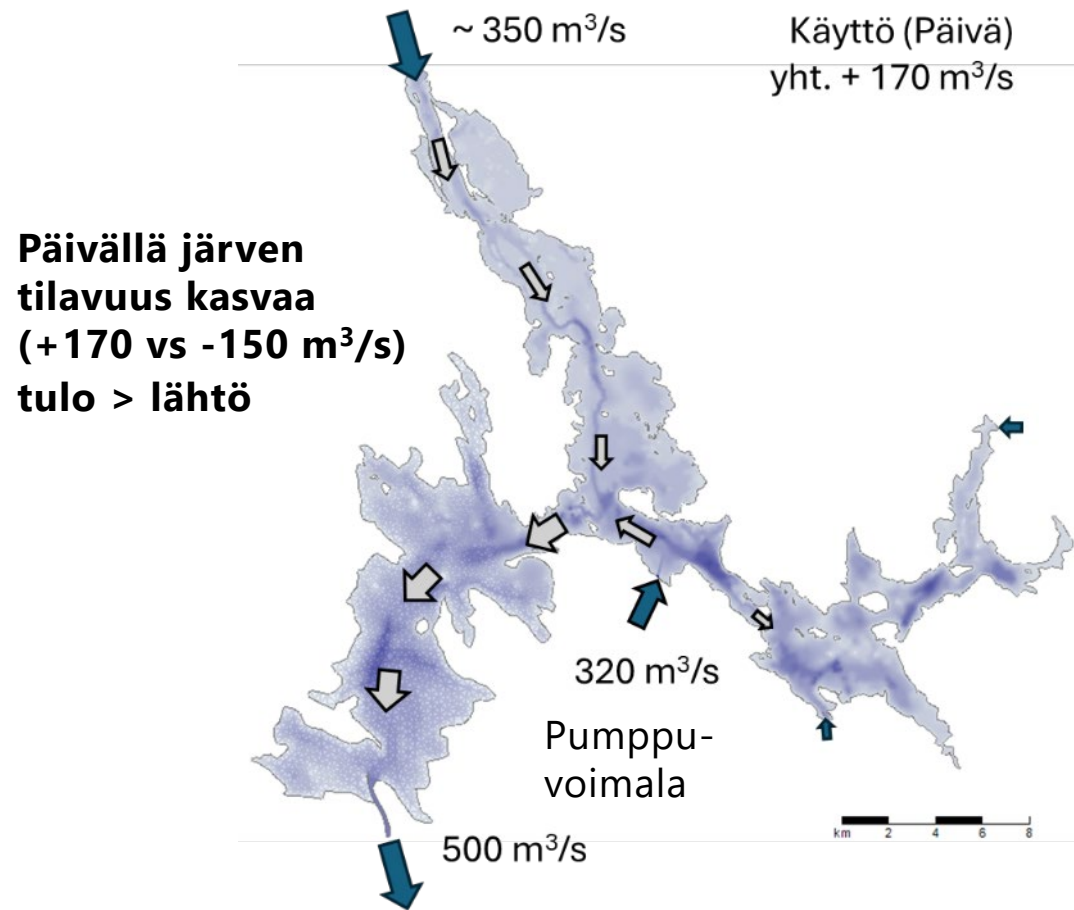 ~ 350 m³/s
Käyttö (Päivä)
yht. + 170 m³/s
Päivällä järven
tilavuus kasvaa
(+170 vs -150 m³/s)
tulo > lähtö
320 m³/s
Pumppu-
voimala
km 2 4 6 8
500 m³/s